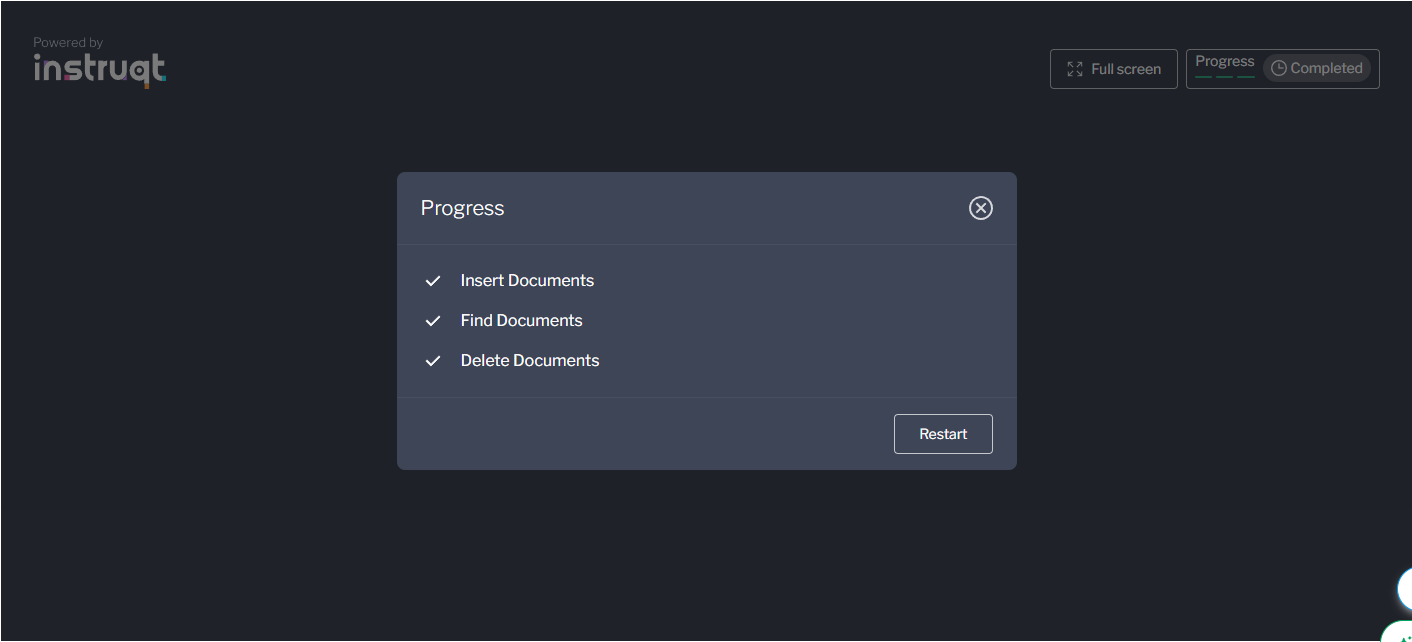 Powered by
instruqt
Full screen
Progress
Completed
Progress
Insert Documents
Find Documents
Delete Documents
Restart